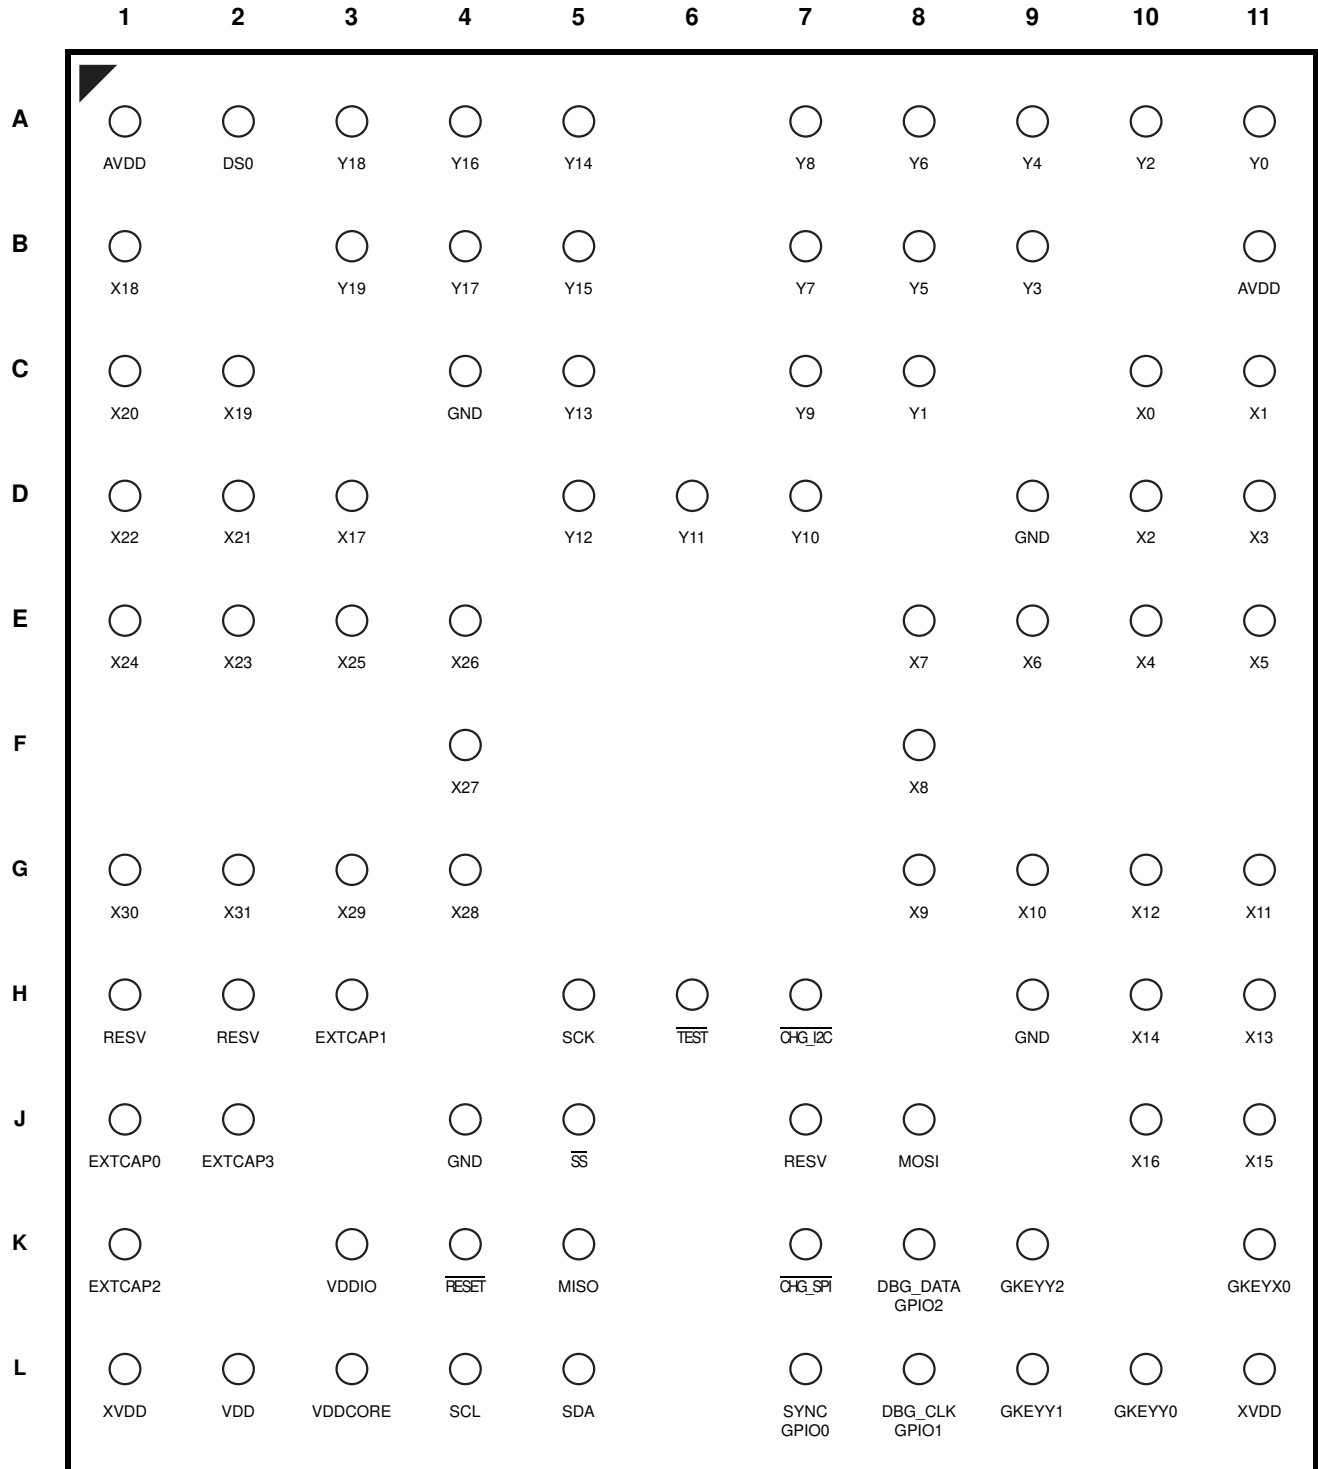 1 2 3 4 5 6 7 8 9 10 11
A
AVDD DS0 Y18 Y16 Y14 Y8 Y6 Y4 Y2 Y0
B
X18 Y19 Y17 Y15 Y7 Y5 Y3 AVDD
C
X20 X19 GND Y13 Y9 Y1 X0 X1
D
X22 X21 X17 Y12 Y11 Y10 GND X2 X3
E
X24 X23 X25 X26 X7 X6 X4 X5
F
X27 X8
G
X30 X31 X29 X28 X9 X10 X12 X11
H
RESV RESV EXTCAP1 SCK TEST CHG_I2C GND X14 X13
J
EXTCAP0 EXTCAP3 GND SS RESV MOSI X16 X15
K
EXTCAP2 VDDIO RESET MISO CHG_SPI DBG_DATA GKEYY2 GKEYX0
GPIO2
L
XVDD VDD VDDCORE SCL SDA SYNC DBG_CLK GKEYY1 GKEYY0 XVDD
GPIO0 GPIO1